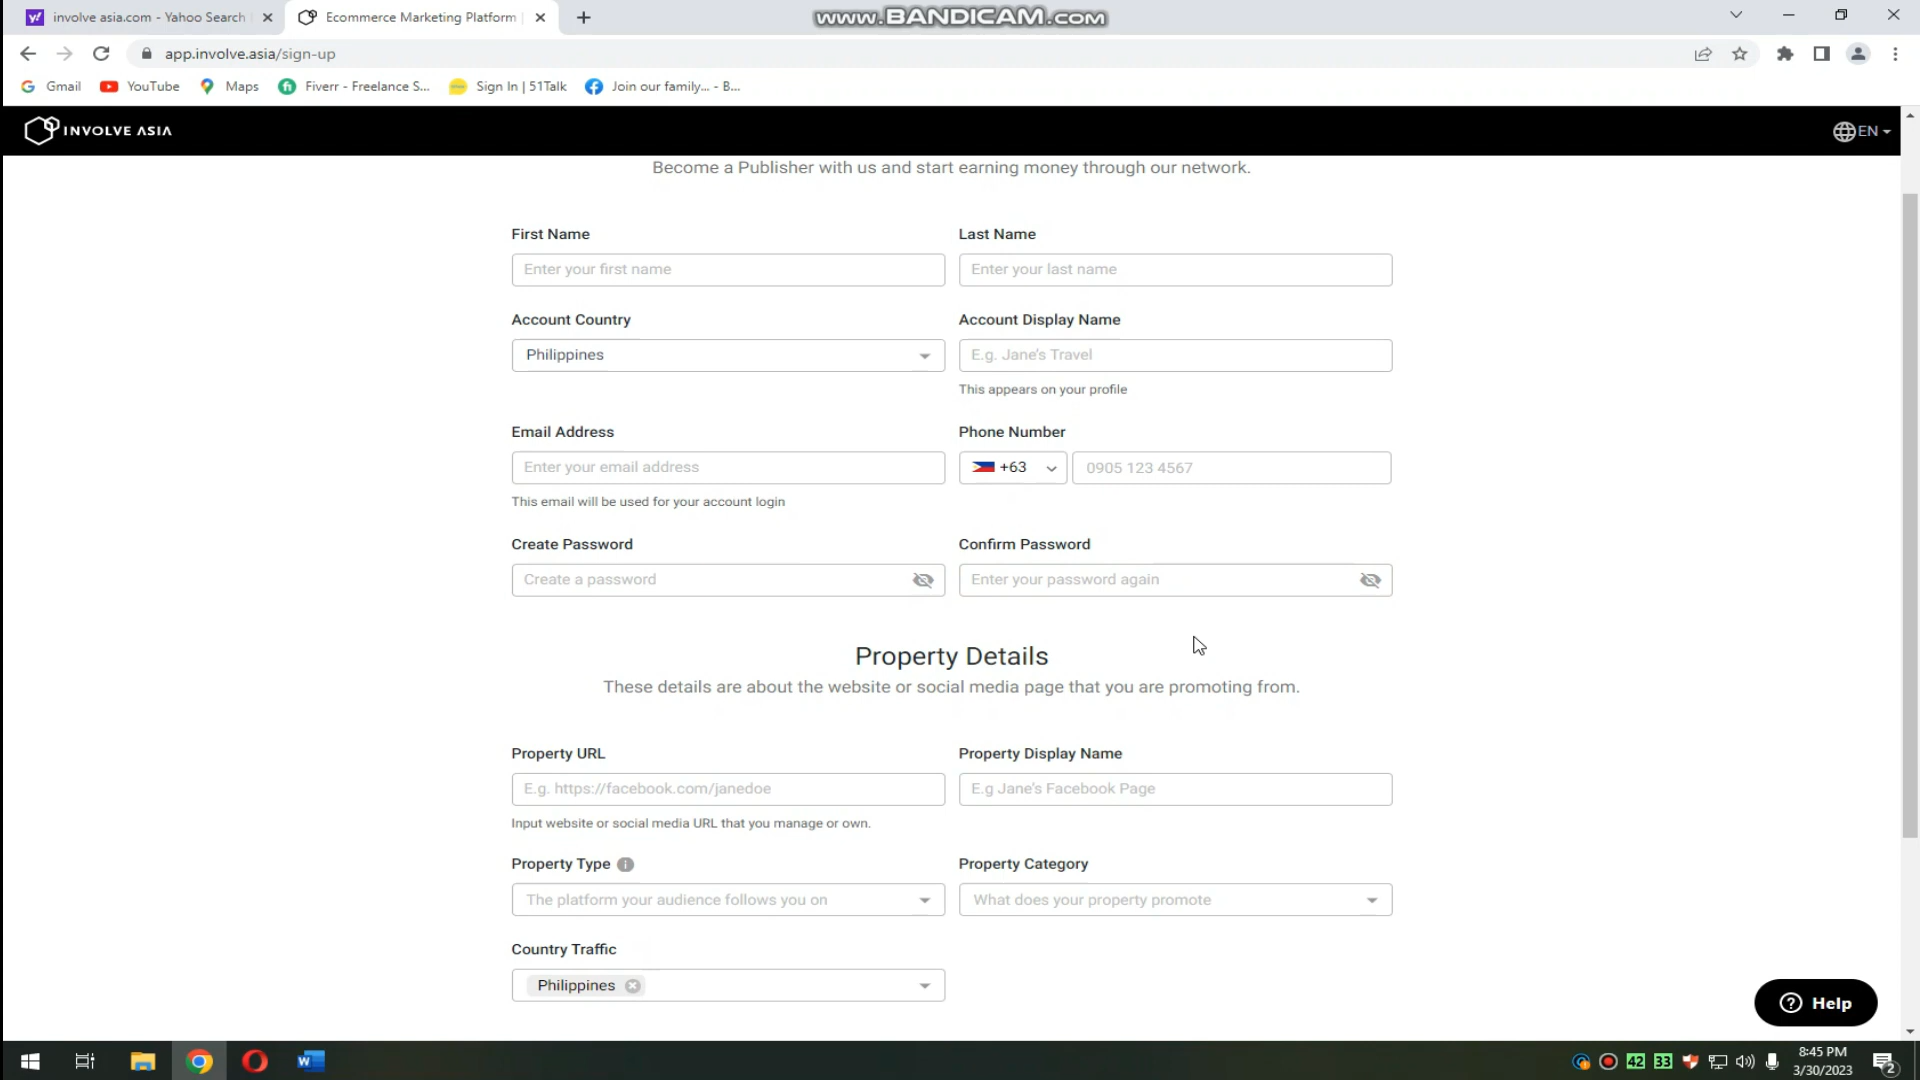 involve asia.com - Yahoo Search
Ecommerce Marketing Platform
www.BANDICAM.com
app.involve.asia/sign-up
Gmail
YouTube
Maps
Fiverr - Freelance S...
Sign In | 51Talk
Join our family... - B...
INVOLVE ASIA
EN
Become a Publisher with us and start earning money through our network.
First Name
Last Name
Enter your first name
Enter your last name
Account Country
Account Display Name
Philippines
E.g. Jane's Travel
This appears on your profile
Email Address
Phone Number
Enter your email address
+63
0905 123 4567
This email will be used for your account login
Create Password
Confirm Password
Create a password
Enter your password again
Property Details
These details are about the website or social media page that you are promoting from.
Property URL
Property Display Name
E.g. https://facebook.com/janedoe
E.g Jane's Facebook Page
Input website or social media URL that you manage or own.
Property Type
Property Category
The platform your audience follows you on
What does your property promote
Country Traffic
Philippines
Help
42
33
8:45 PM
3/30/2023
2